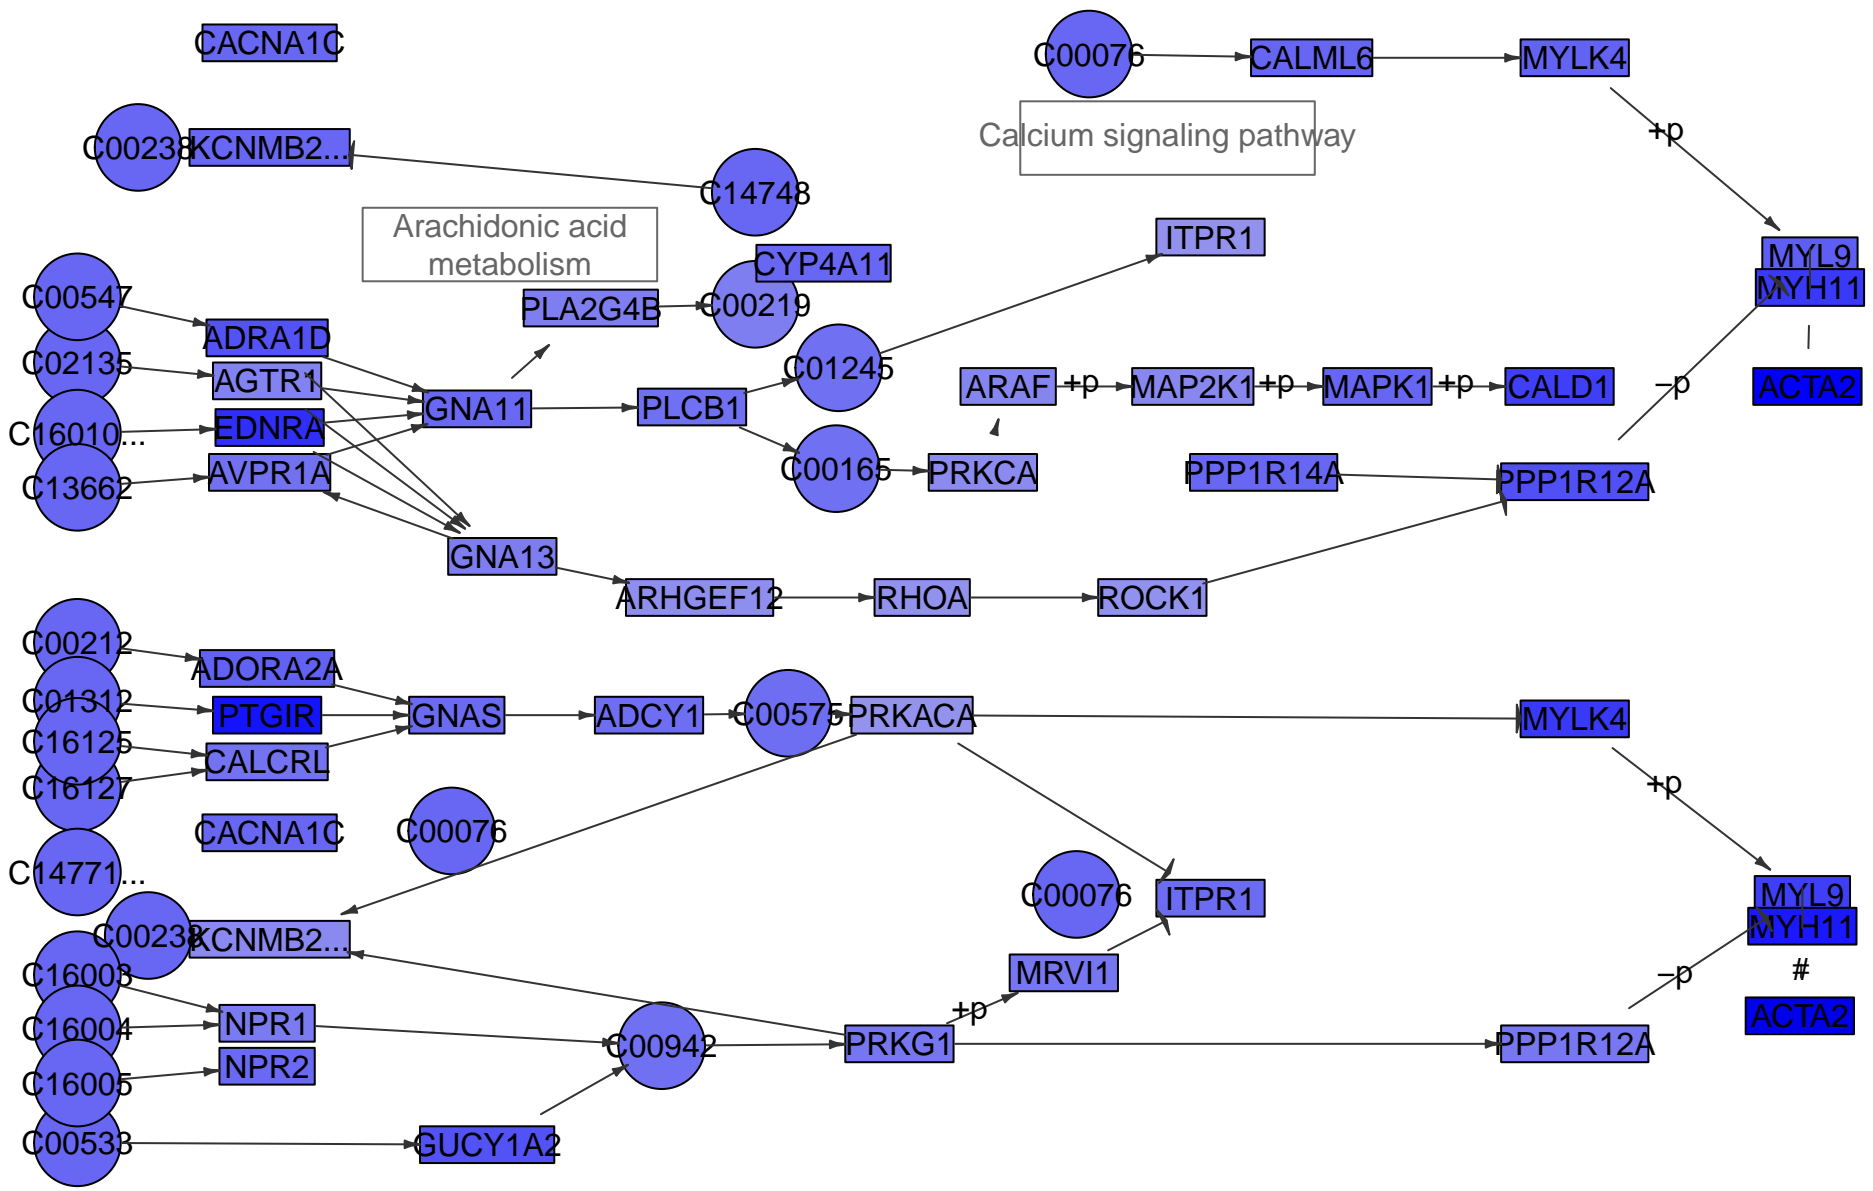 CACNA1C
C00076
CALML6
MYLK4
Calcium signaling pathway
+p
C00238
KCNMB2...
C14748
Arachidonic acid
metabolism
ITPR1
CYP4A11
MYL9
MYH11
C00547
PLA2G4B
C00219
ADRA1D
C02135
AGTR1
C01245
ARAF
+p
MAP2K1
+p
MAPK1
+p
CALD1
–p
ACTA2
GNA11
PLCB1
C16010...
EDNRA
C13662
AVPR1A
C00165
PRKCA
PPP1R14A
PPP1R12A
GNA13
ARHGEF12
RHOA
ROCK1
C00212
ADORA2A
C01312
PTGIR
GNAS
ADCY1
C00575
PRKACA
MYLK4
C16125
CALCRL
C16127
+p
CACNA1C
C00076
C14771...
C00076
ITPR1
MYL9
MYH11
C00238
KCNMB2...
C16003
MRVI1
–p
#
+p
ACTA2
C16004
NPR1
C00942
PRKG1
PPP1R12A
C16005
NPR2
C00533
GUCY1A2